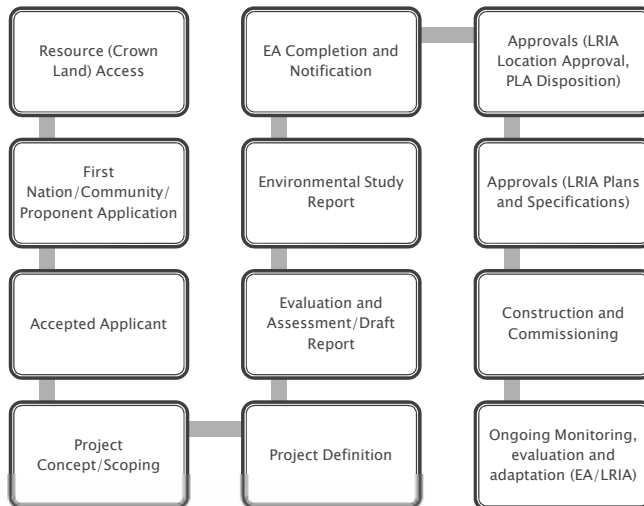 Resource (Crown
Land) Access
First
Nation/Community/
Proponent Application
Accepted Applicant
Project
Concept/Scoping
Project Definition
Evaluation and
Assessment/Draft
Report
Environmental Study
Report
EA Completion and
Notification
Approvals (LRIA
Location Approval,
PLA Disposition)
Approvals (LRIA Plans
and Specifications)
Construction and
Commissioning
Ongoing Monitoring,
evaluation and
adaptation (EA/LRIA)